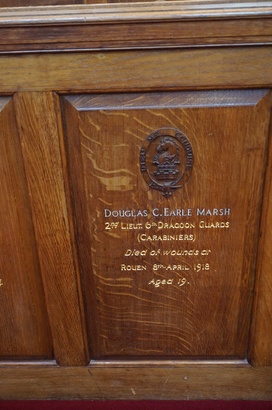 Douglas C. Earle Marsh
2nd Lieut. 6th Dragoon Guards
(Carabiniers)
Died of wounds at
Rouen 8th April 1918
Aged 19.